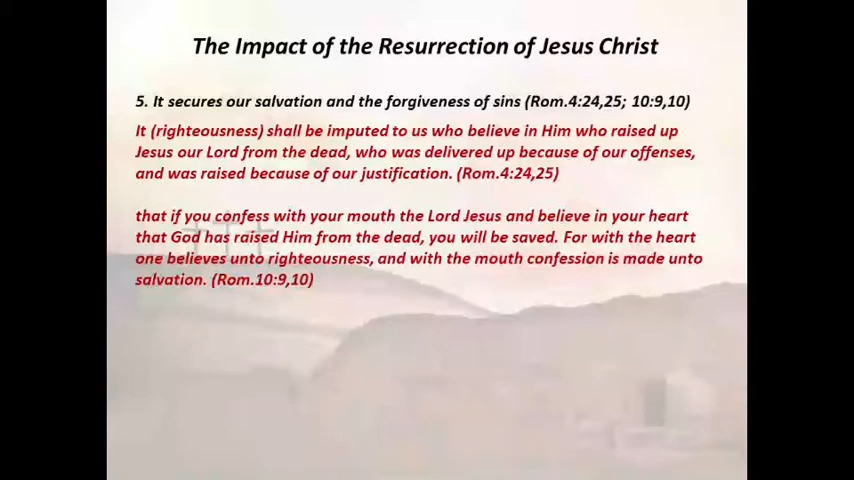 The Impact of the Resurrection of Jesus Christ
5. It secures our salvation and the forgiveness of sins (Rom.4:24,25; 10:9,10)
It (righteousness) shall be imputed to us who believe in Him who raised up
Jesus our Lord from the dead, who was delivered up because of our offenses,
and was raised because of our justification. (Rom.4:24,25)
that if you confess with your mouth the Lord Jesus and believe in your heart
that God has raised Him from the dead, you will be saved. For with the heart
one believes unto righteousness, and with the mouth confession is made unto
salvation. (Rom.10:9,10)